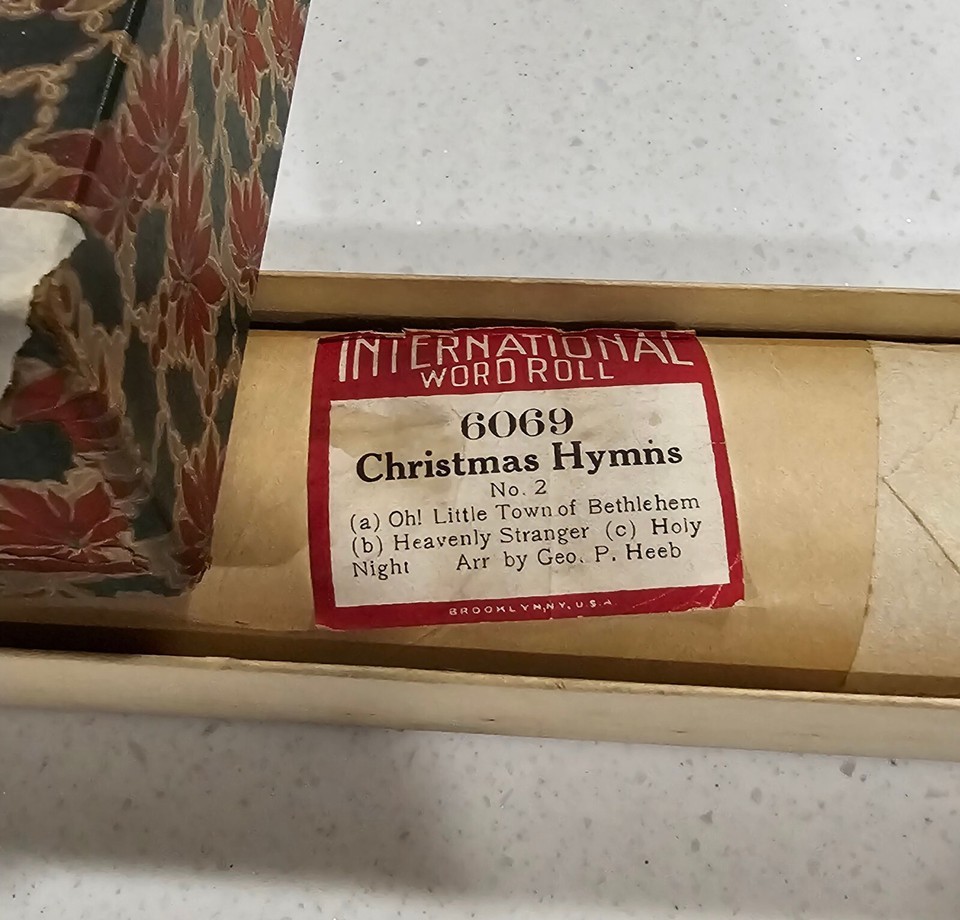 INTERNATIONAL
WORD ROLL
6069
Christmas Hymns
No. 2
(a) Oh! Little Town of Bethlehem
(b) Heavenly Stranger (c) Holy
Night Arr by Geo. P. Heeb
BROOKLYN, N.Y., U.S.A.